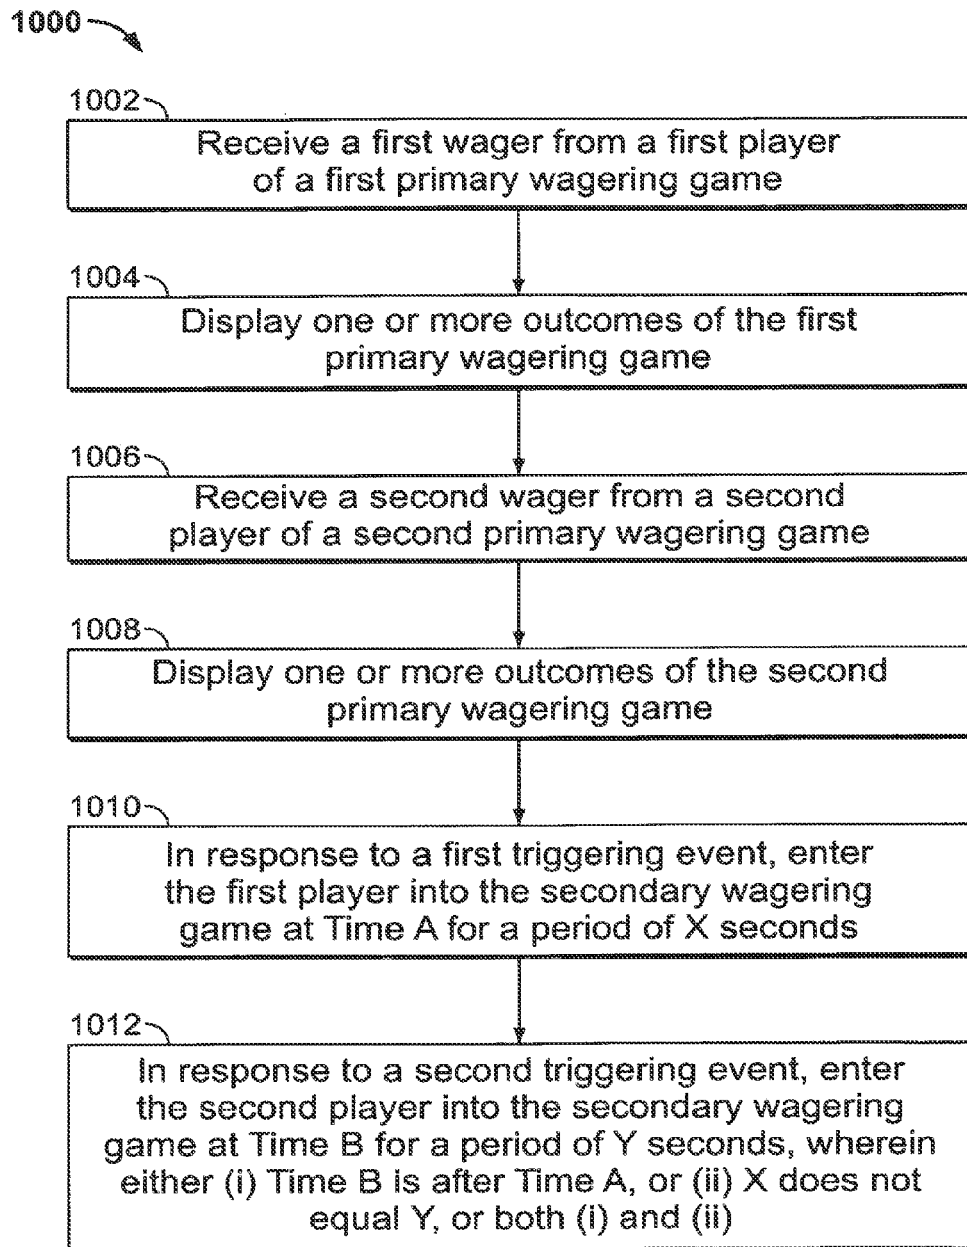 1000
1002
Receive a first wager from a first player
of a first primary wagering game
1004
Display one or more outcomes of the first
primary wagering game
1006
Receive a second wager from a second
player of a second primary wagering game
1008
Display one or more outcomes of the second
primary wagering game
1010
In response to a first triggering event, enter
the first player into the secondary wagering
game at Time A for a period of X seconds
1012
In response to a second triggering event, enter
the second player into the secondary wagering
game at Time B for a period of Y seconds, wherein
either (i) Time B is after Time A, or (ii) X does not
equal Y, or both (i) and (ii)